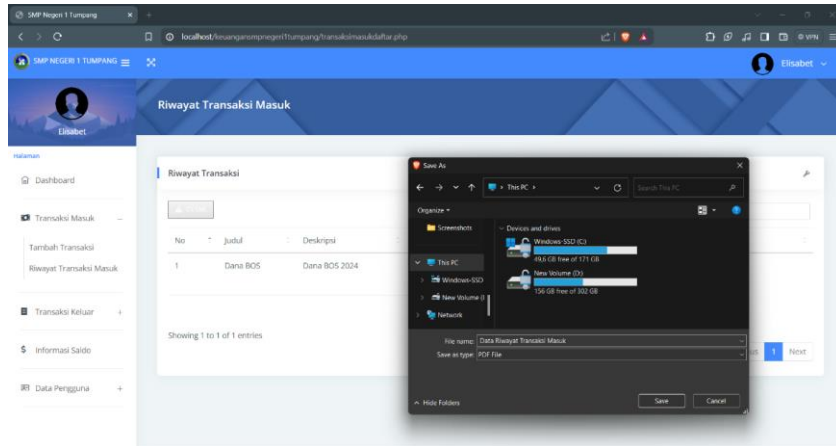 SMP Negeri 1 Tumpang
localhost/keuangansmpnegeri1tumpang/transaksimasukdaftar.php
VPN
SMP NEGERI 1 TUMPANG
Elisabet
Elisabet
Riwayat Transaksi Masuk
Halaman
Dashboard
Transaksi Masuk
Tambah Transaksi
Riwayat Transaksi Masuk
Transaksi Keluar
Informasi Saldo
Data Pengguna
Riwayat Transaksi
No Judul Deskripsi
1 Dana BOS Dana BOS 2024
Showing 1 to 1 of 1 entries
1 Next
Save As
This PC
Search This PC
Organize
Screenshots
This PC
Windows-SSD
New Volume (
Network
Devices and drives
Windows-SSD (C:)
49,6 GB free of 171 GB
New Volume (D:)
156 GB free of 302 GB
File name: Data Riwayat Transaksi Masuk
Save as type: PDF File
Hide Folders
Save
Cancel